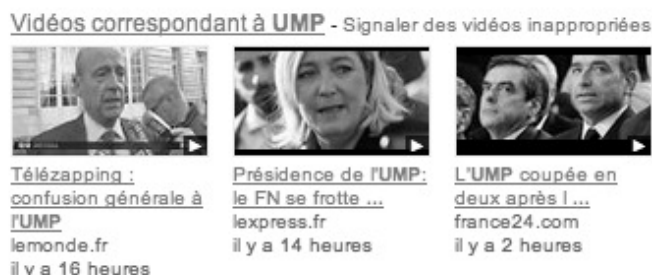 Vidéos correspondant à UMP - Signaler des vidéos inappropriées
Télézapping :
confusion générale à
l'UMP
lemonde.fr
il y a 16 heures
Présidence de l'UMP:
le FN se frotte ...
lexpress.fr
il y a 14 heures
L'UMP coupée en
deux après l ...
france24.com
il y a 2 heures